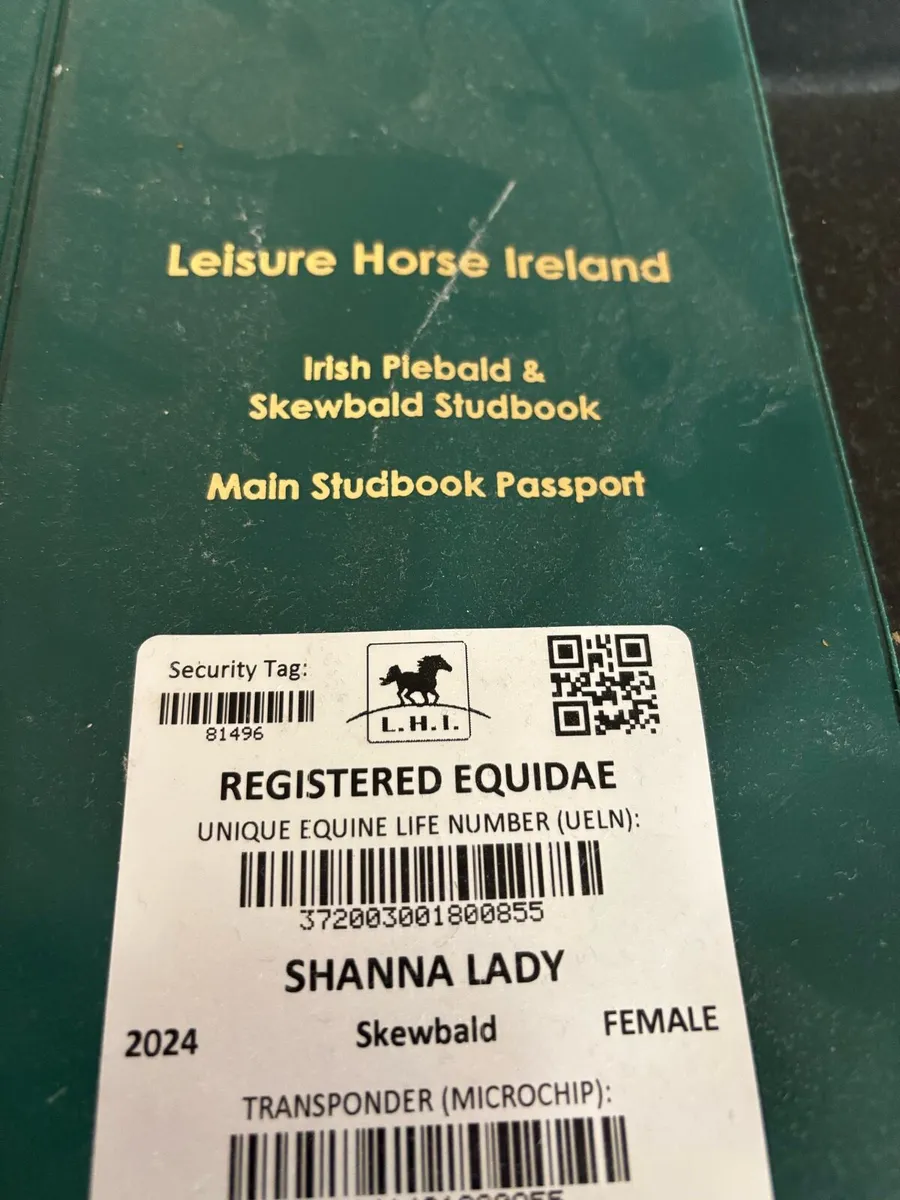 Leisure Horse Ireland
Irish Piebald &
Skewbald Studbook
Main Studbook Passport
Security Tag:
81496
L.H.I.
REGISTERED EQUIDAE
UNIQUE EQUINE LIFE NUMBER (UELN):
372003001800855
SHANNA LADY
2024 Skewbald FEMALE
TRANSPONDER (MICROCHIP):